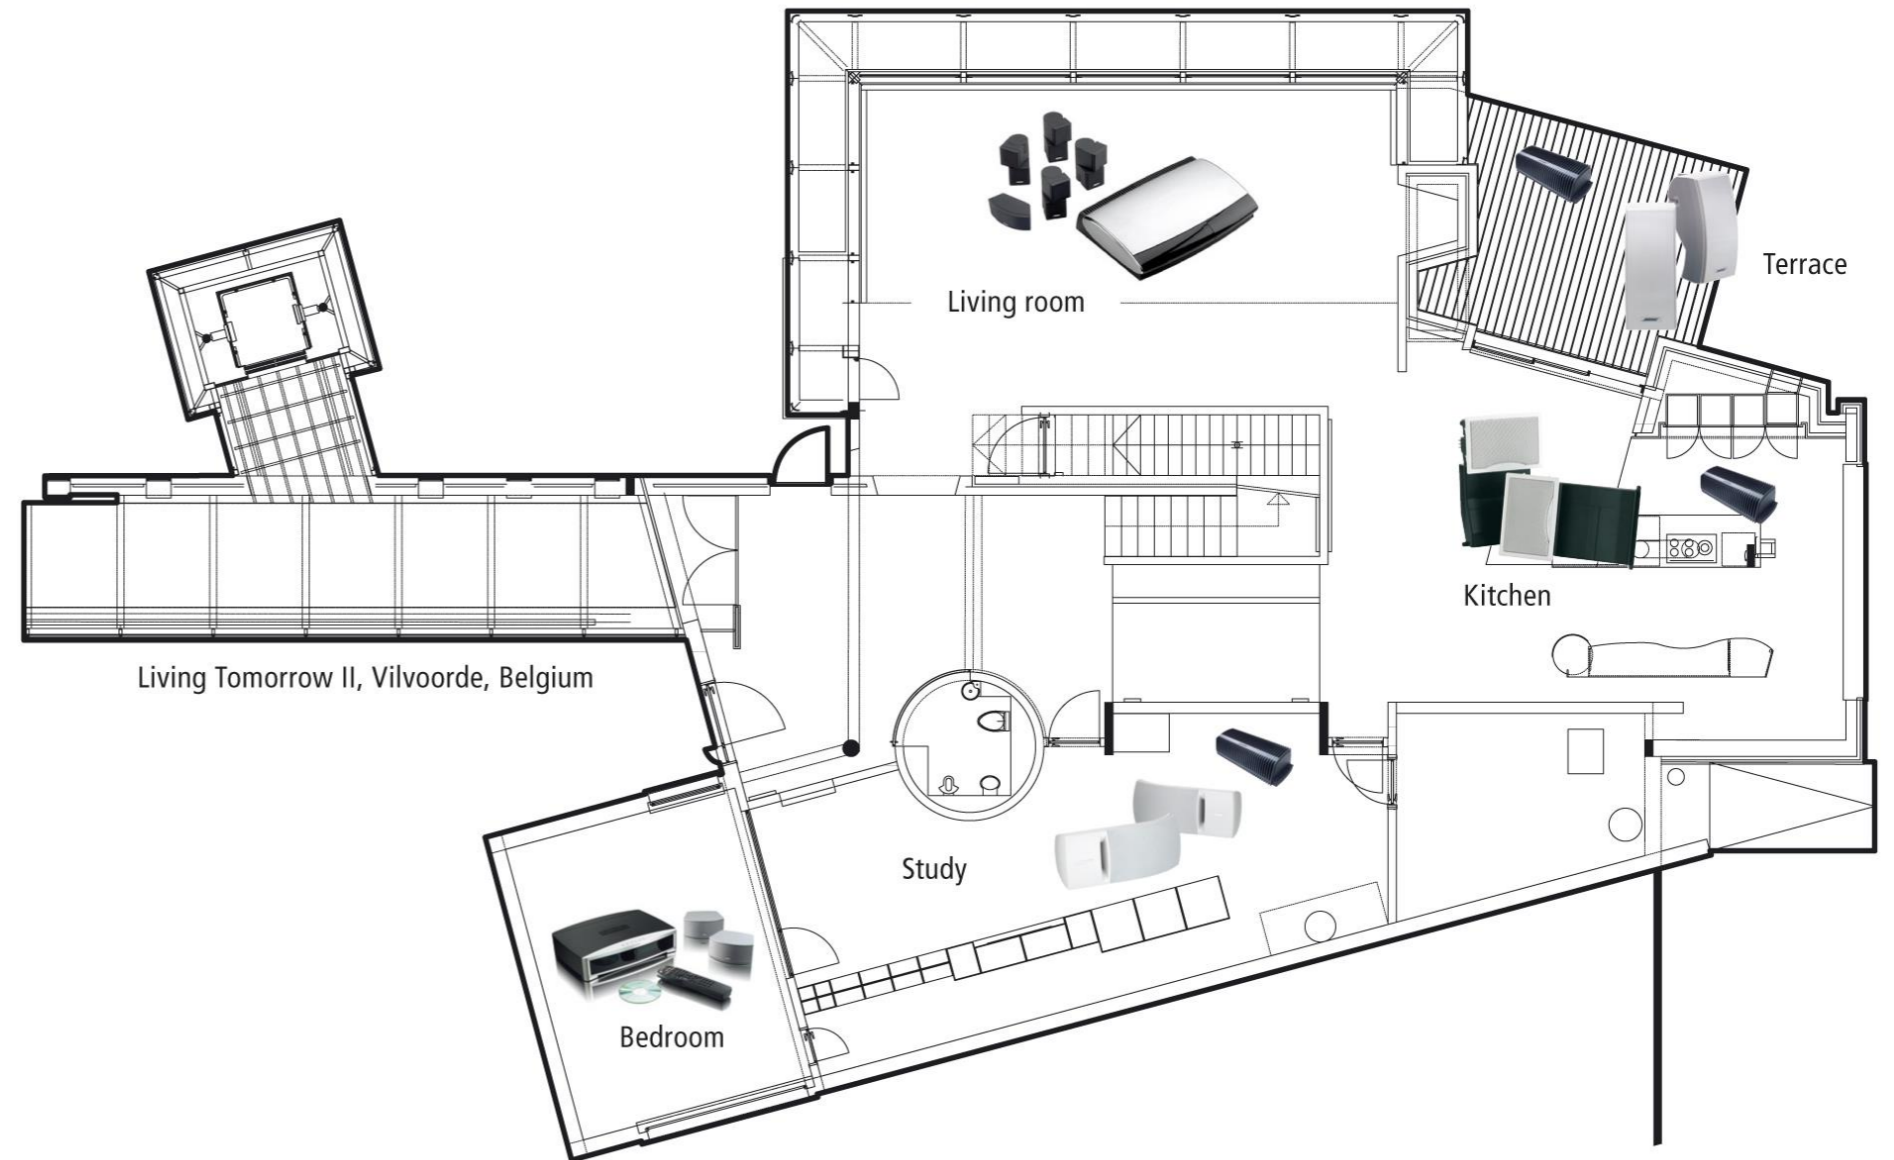 Terrace
Living room
Kitchen
Living Tomorrow II, Vilvoorde, Belgium
Study
Bedroom